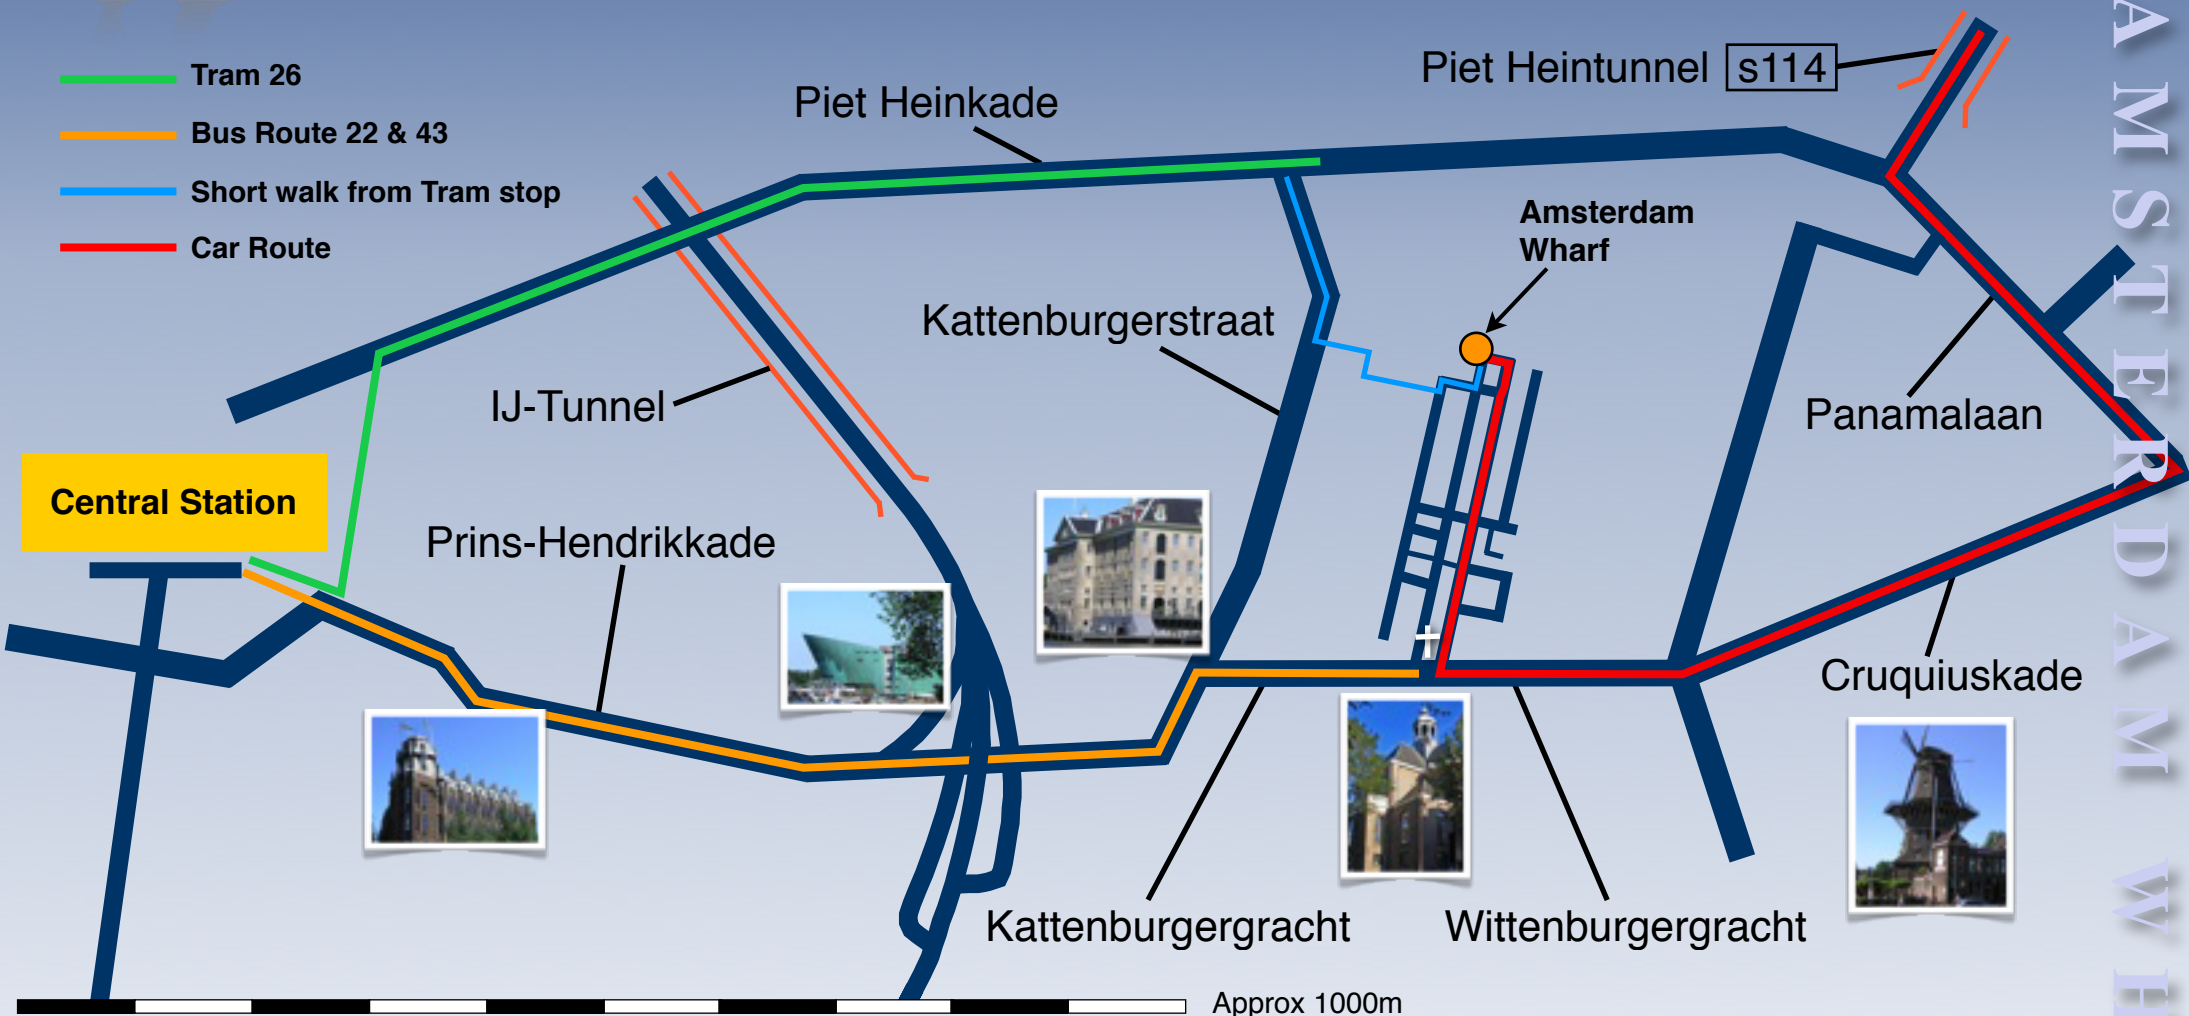 Tram 26
Bus Route 22 & 43
Short walk from Tram stop
Car Route
Piet Heinkade
Piet Heintunnel s114
Amsterdam
Wharf
Kattenburgerstraat
IJ-Tunnel
Panamalaan
Central Station
Prins-Hendrikkade
Cruquiuskade
Kattenburgergracht
Wittenburgergracht
Approx 1000m
AMSTERDAM WH